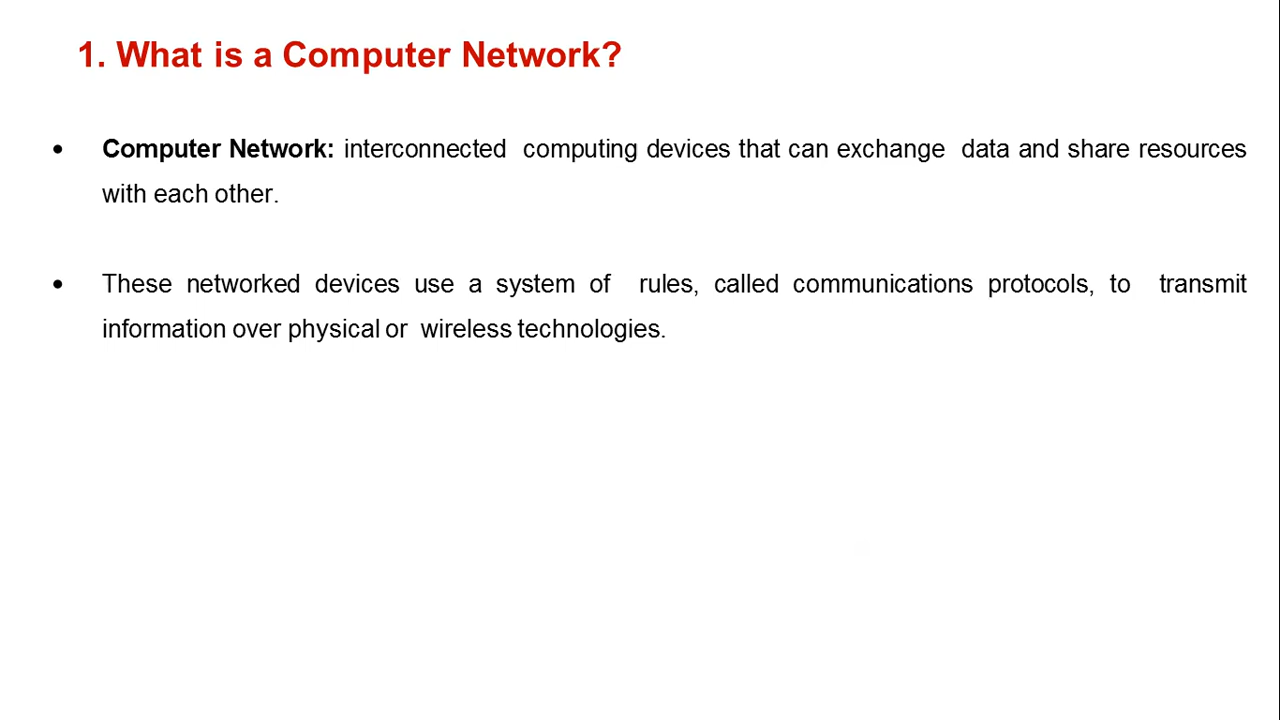 1. What is a Computer Network?
• Computer Network: interconnected computing devices that can exchange data and share resources
with each other.
• These networked devices use a system of rules, called communications protocols, to transmit
information over physical or wireless technologies.